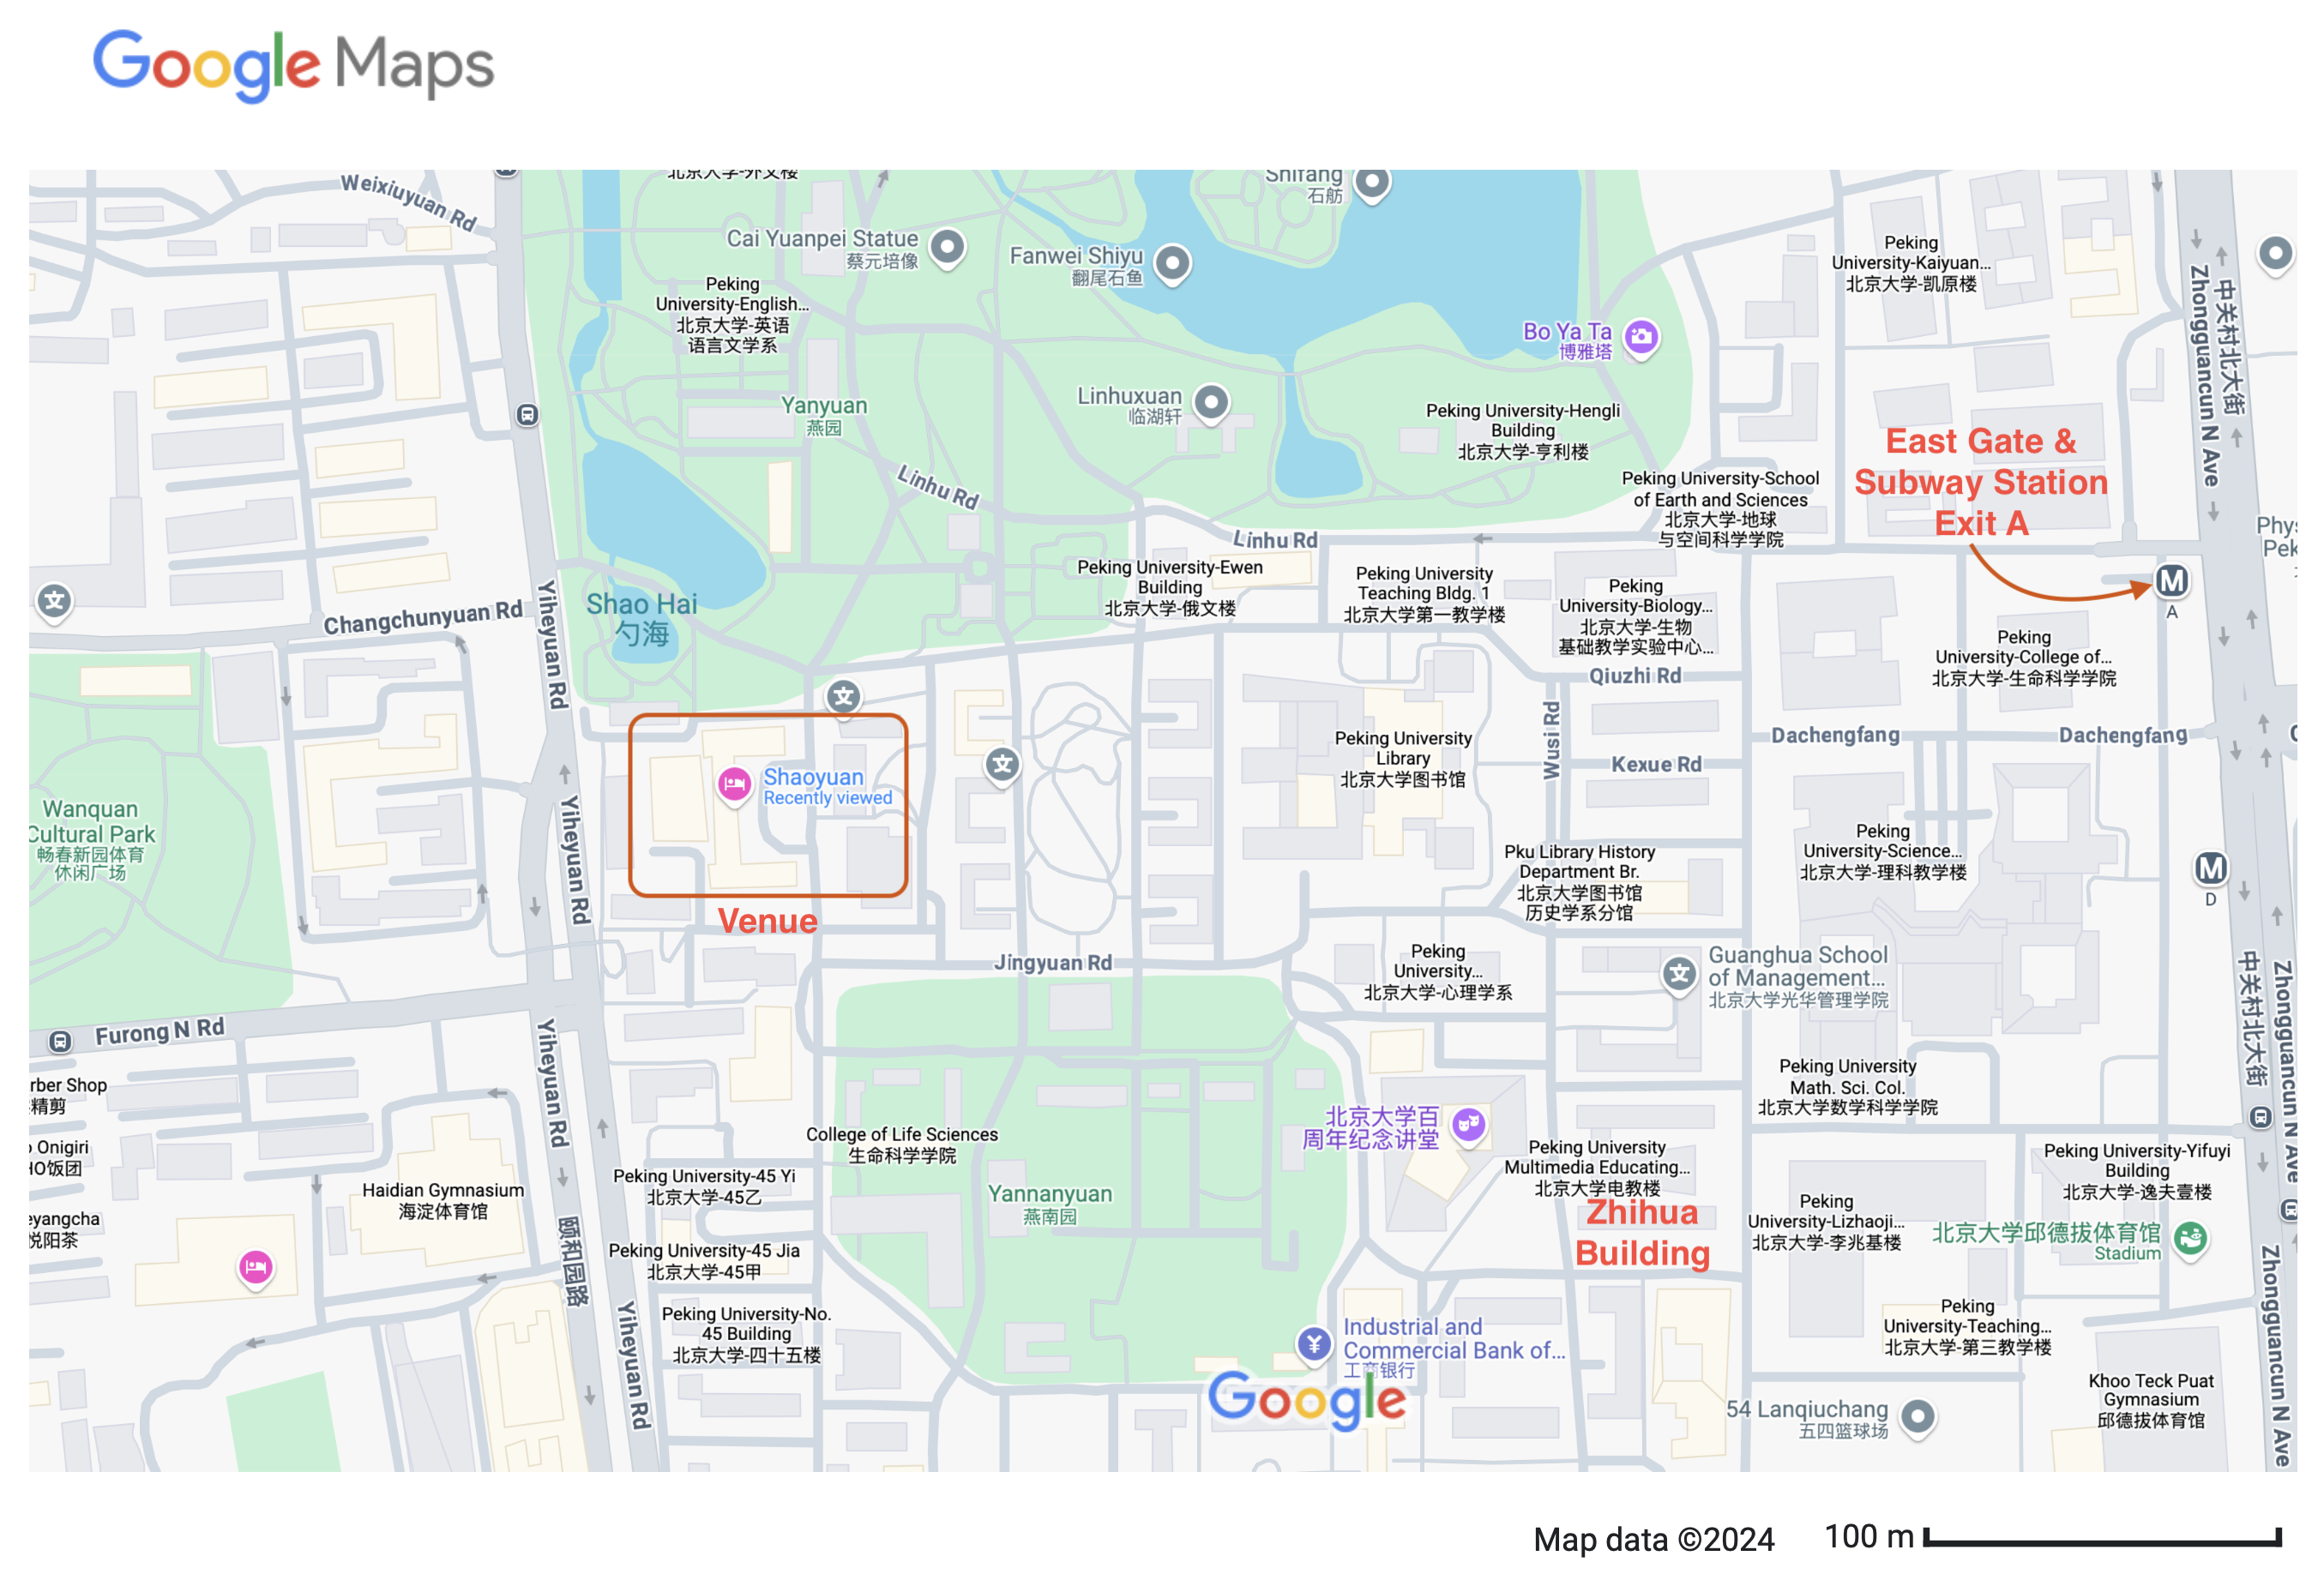 Google Maps
Weixiuyuan Rd
北京大学-外文楼
Shifang
石舫
Cai Yuanpei Statue
蔡元培像
Fanwei Shiyu
翻尾石鱼
Peking
University-Kaiyuan...
北京大学-凯原楼
中关村北大街
Zhongguancun N Ave
Peking
University-English...
北京大学-英语
语言文学系
Bo Ya Ta
博雅塔
Yanyuan
燕园
Linhuxuan
临湖轩
Peking University-Hengli
Building
北京大学-亨利楼
East Gate &
Subway Station
Exit A
Linhu Rd
Peking University-School
of Earth and Sciences
北京大学-地球
与空间科学学院
Linhu Rd
Changchunyuan Rd
Yiheyuan Rd
Shao Hai
勺海
Peking University-Ewen
Building
北京大学-俄文楼
Peking University
Teaching Bldg. 1
北京大学第一教学楼
Peking
University-Biology...
北京大学-生物
基础教学实验中心...
M
A
文
Peking
University-College of...
北京大学-生命科学学院
Qiuzhi Rd
文
Wusi Rd
Dachengfang
Dachengfang
Peking University
Library
北京大学图书馆
Kexue Rd
Shaoyuan
Recently viewed
文
Wanquan
Cultural Park
畅春新园体育
休闲广场
Yiheyuan Rd
Peking
University-Science...
北京大学-理科教学楼
Pku Library History
Department Br.
北京大学图书馆
历史学系分馆
M
D
Venue
Jingyuan Rd
Peking
University...
北京大学-心理学系
文
Guanghua School
of Management...
北京大学光华管理学院
中关村北大街
Zhongguancun N Ave
Furong N Rd
Yiheyuan Rd
Peking University
Math. Sci. Col.
北京大学数学科学学院
rber Shop
精剪
北京大学百
周年纪念讲堂
College of Life Sciences
生命科学学院
Onigiri
HO饭团
Peking University
Multimedia Educating...
北京大学电教楼
Peking University-Yifuyi
Building
北京大学-逸夫壹楼
Peking University-45 Yi
北京大学-45乙
Haidian Gymnasium
海淀体育馆
Yannanyuan
燕南园
Zhihua
Building
Peking
University-Lizhaoji...
北京大学-李兆基楼
北京大学邱德拔体育馆
Stadium
eyangcha
悦阳茶
颐和园路
Peking University-45 Jia
北京大学-45甲
Zhongguancun N Ave
Yiheyuan Rd
Peking University-No.
45 Building
北京大学-四十五楼
¥
Industrial and
Commercial Bank of...
工商银行
Peking
University-Teaching...
北京大学-第三教学楼
Google
54 Lanqiuchang
五四篮球场
Khoo Teck Puat
Gymnasium
邱德拔体育馆
Map data ©2024 100 m